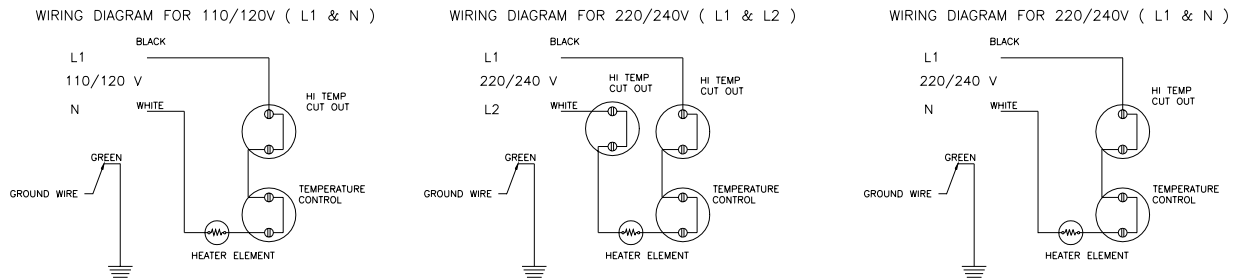 WIRING DIAGRAM FOR 110/120V ( L1 & N )
BLACK
L1
110/120 V
HI TEMP
CUT OUT
N
WHITE
GREEN
GROUND WIRE
TEMPERATURE
CONTROL
HEATER ELEMENT
WIRING DIAGRAM FOR 220/240V ( L1 & L2 )
BLACK
L1
220/240 V
HI TEMP
CUT OUT
HI TEMP
CUT OUT
L2
WHITE
GREEN
GROUND WIRE
TEMPERATURE
CONTROL
HEATER ELEMENT
WIRING DIAGRAM FOR 220/240V ( L1 & N )
BLACK
L1
220/240 V
HI TEMP
CUT OUT
N
WHITE
GREEN
GROUND WIRE
TEMPERATURE
CONTROL
HEATER ELEMENT